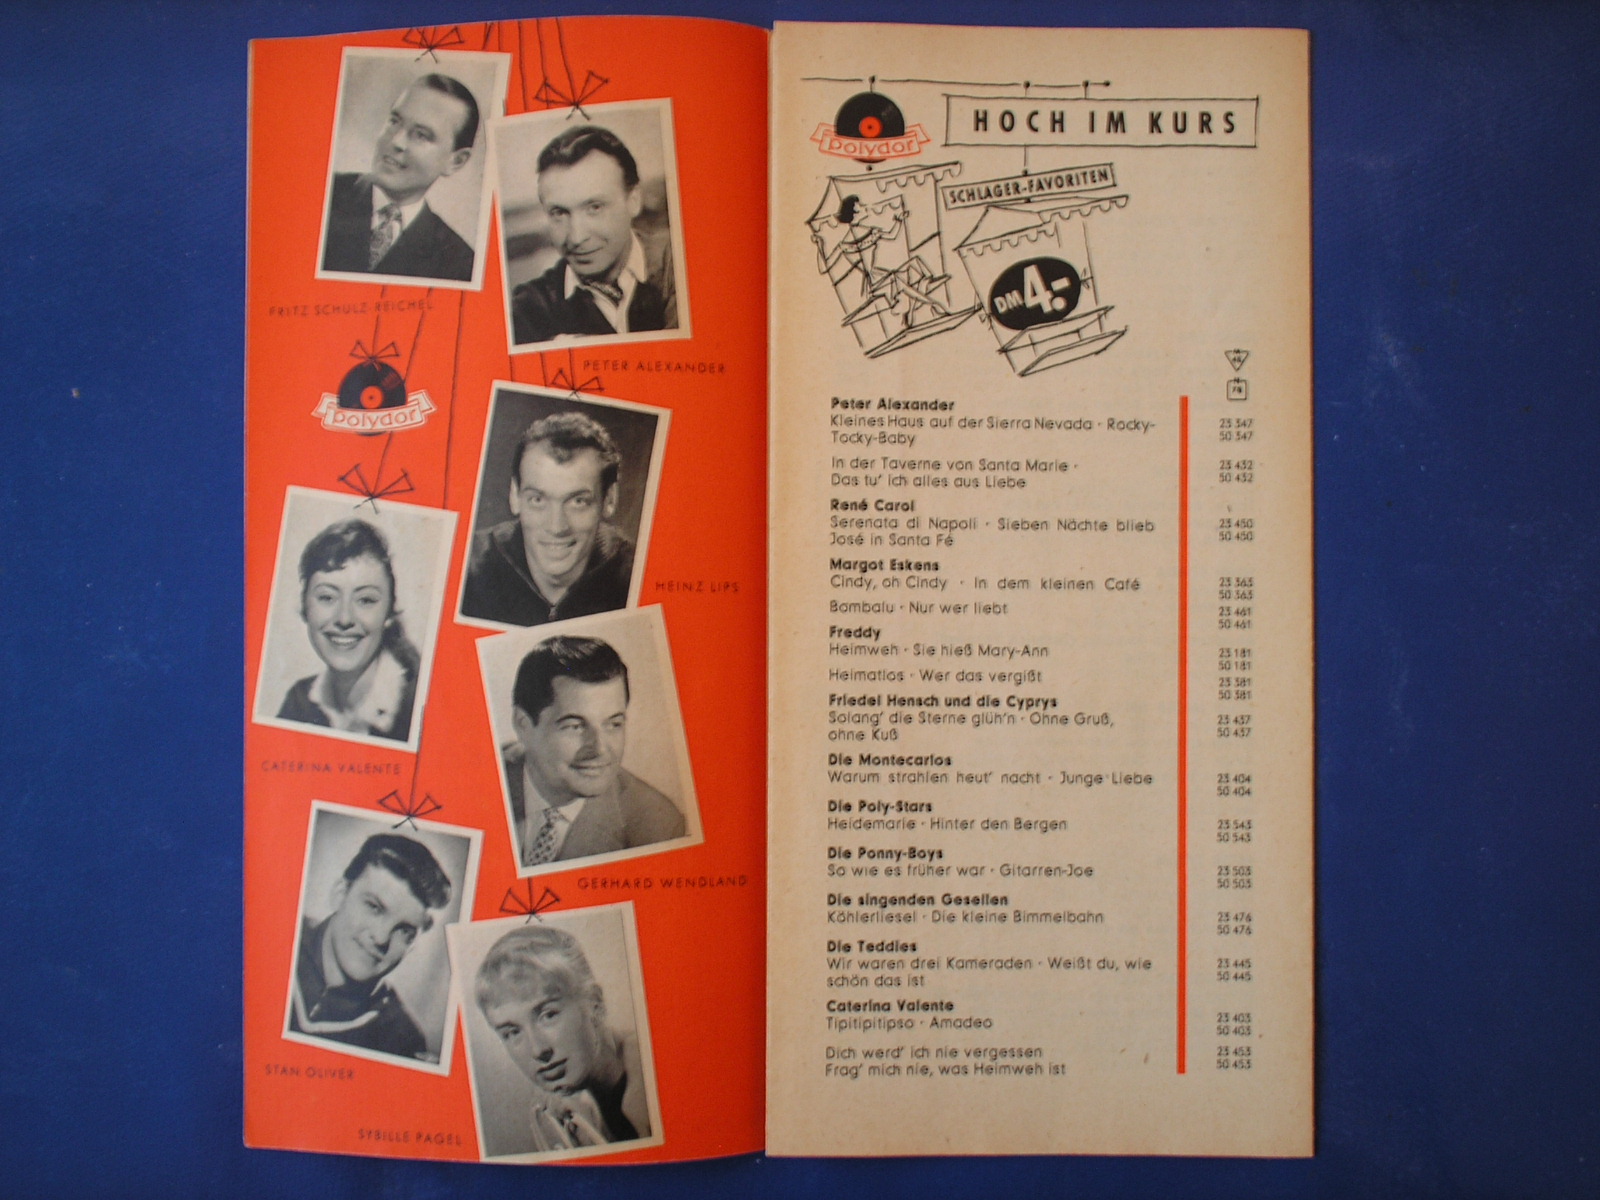 FRITZ SCHULZ-REICHEL
PETER ALEXANDER
polydor
HEINZ LIPS
CATERINA VALENTE
GERHARD WENDLAND
STAN OLIVER
SYBILLE PAGEL
polydor
HOCH IM KURS
SCHLAGER-FAVORITEN
DM 4.-
M
45
N
78
Peter Alexander
Kleines Haus auf der Sierra Nevada · Rocky- 23 347
Tocky-Baby 50 347
In der Taverne von Santa Marie · 23 432
Das tu' ich alles aus Liebe 50 432
René Carol
Serenata di Napoli · Sieben Nächte blieb 23 450
José in Santa Fé 50 450
Margot Eskens
Cindy, oh Cindy · In dem kleinen Café 23 363
50 363
Bombalu · Nur wer liebt 23 461
50 461
Freddy
Heimweh · Sie hieß Mary-Ann 23 181
50 181
Heimatlos · Wer das vergißt 23 381
50 381
Friedel Hensch und die Cyprys
Solang' die Sterne glüh'n · Ohne Gruß, 23 437
ohne Kuß 50 437
Die Montecarlos
Warum strahlen heut' nacht · Junge Liebe 23 404
50 404
Die Poly-Stars
Heidemarie · Hinter den Bergen 23 543
50 543
Die Ponny-Boys
So wie es früher war · Gitarren-Joe 23 503
50 503
Die singenden Gesellen
Köhlerliesel · Die kleine Bimmelbahn 23 476
50 476
Die Teddies
Wir waren drei Kameraden · Weißt du, wie 23 445
schön das ist 50 445
Caterina Valente
Tipitipitipso · Amadeo 23 403
50 403
Dich werd' ich nie vergessen 23 453
Frag' mich nie, was Heimweh ist 50 453